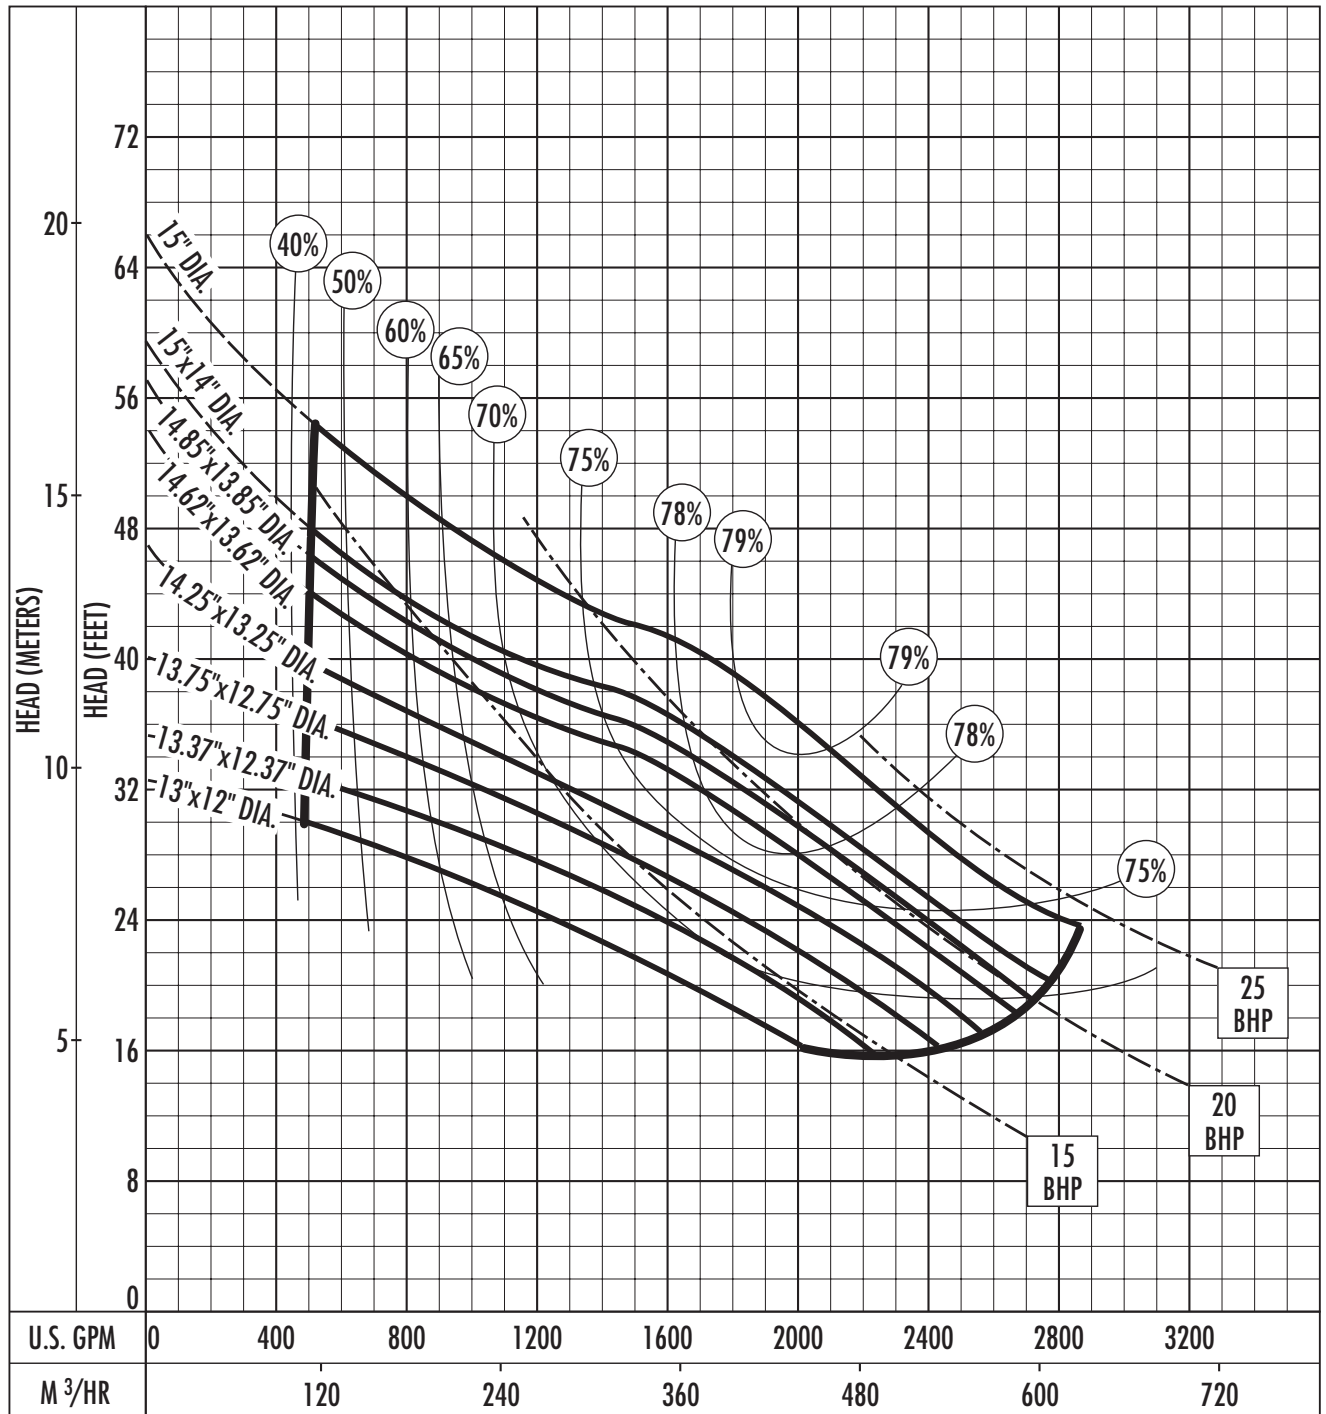 HEAD (METERS)
HEAD (FEET)
20
15
10
5
72
64
56
48
40
32
24
16
8
0
15" DIA.
15"x14" DIA.
14.85"x13.85" DIA.
14.62"x13.62" DIA.
14.25"x13.25" DIA.
13.75"x12.75" DIA.
13.37"x12.37" DIA.
13"x12" DIA.
40%
50%
60%
65%
70%
75%
78%
79%
79%
78%
75%
25
BHP
20
BHP
15
BHP
U.S. GPM 0 400 800 1200 1600 2000 2400 2800 3200
M³/HR 120 240 360 480 600 720